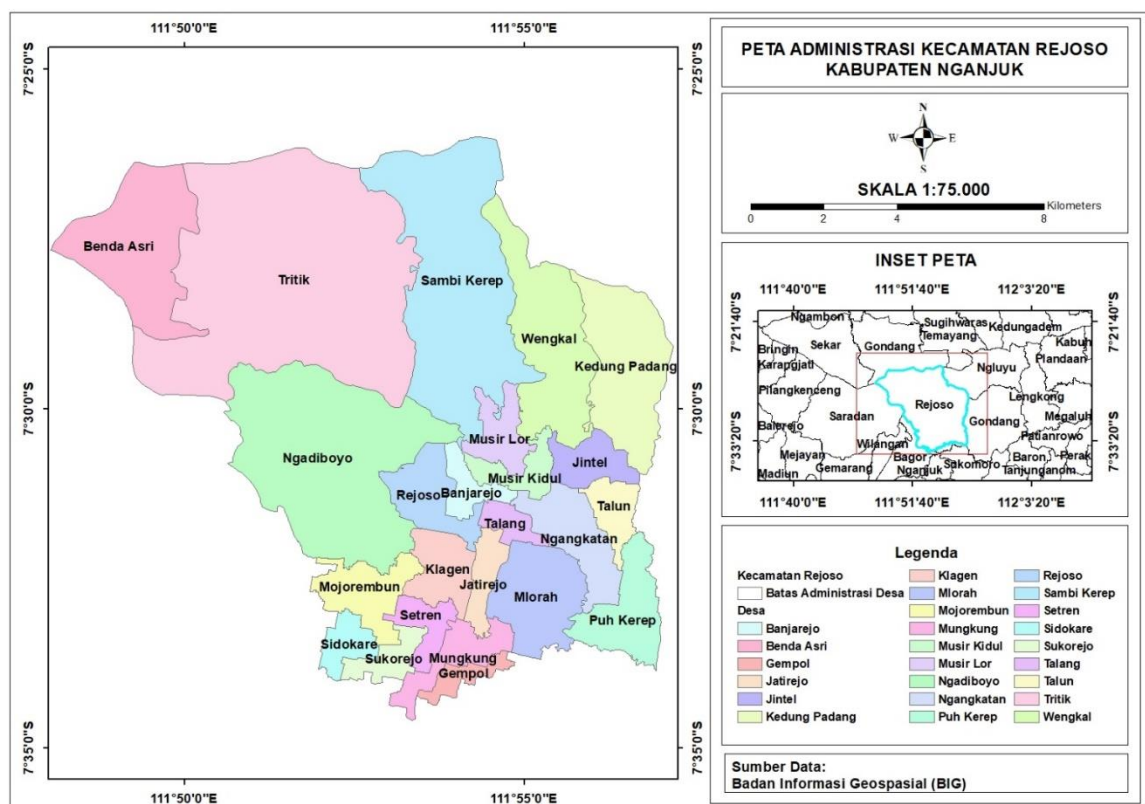 111°50'0"E
111°55'0"E
7°25'0"S
7°25'0"S
Benda Asri
Tritik
Sambi Kerep
Wengkal
Kedung Padang
7°30'0"S
7°30'0"S
Musir Lor
Ngadiboyo
Jintel
Musir Kidul
Rejoso
Banjarejo
Talun
Talang
Ngangkatan
Klagen
Mojorembun
Jatirejo
Mlorah
Setren
Puh Kerep
Sidokare
Sukorejo
Mungkung
Gempol
7°35'0"S
7°35'0"S
111°50'0"E
111°55'0"E
PETA ADMINISTRASI KECAMATAN REJOSO
KABUPATEN NGANJUK
N
W
E
S
SKALA 1:75.000
Kilometers
0 2 4 8
INSET PETA
111°40'0"E
111°51'40"E
112°3'20"E
7°21'40"S
7°21'40"S
Ngambon
Sugihwaras
Kedungadem
Temayang
Sekar
Gondang
Kabuh
Bringin
Plandaan
Karangjati
Ngluyu
Pilangkenceng
Lengkong
Rejoso
Saradan
Gondang
Megaluh
7°33'20"S
7°33'20"S
Balerejo
Patianrowo
Wilangan
Mejayan
Bagor
Baron
Perak
Gemarang
Sakomoro
Madiun
Nganjuk
Tanjunganom
111°40'0"E
111°51'40"E
112°3'20"E
Legenda
Kecamatan Rejoso
Batas Administrasi Desa
Desa
Banjarejo
Benda Asri
Gempol
Jatirejo
Jintel
Kedung Padang
Klagen
Mlorah
Mojorembun
Mungkung
Musir Kidul
Musir Lor
Ngadiboyo
Ngangkatan
Puh Kerep
Rejoso
Sambi Kerep
Setren
Sidokare
Sukorejo
Talang
Talun
Tritik
Wengkal
Sumber Data:
Badan Informasi Geospasial (BIG)